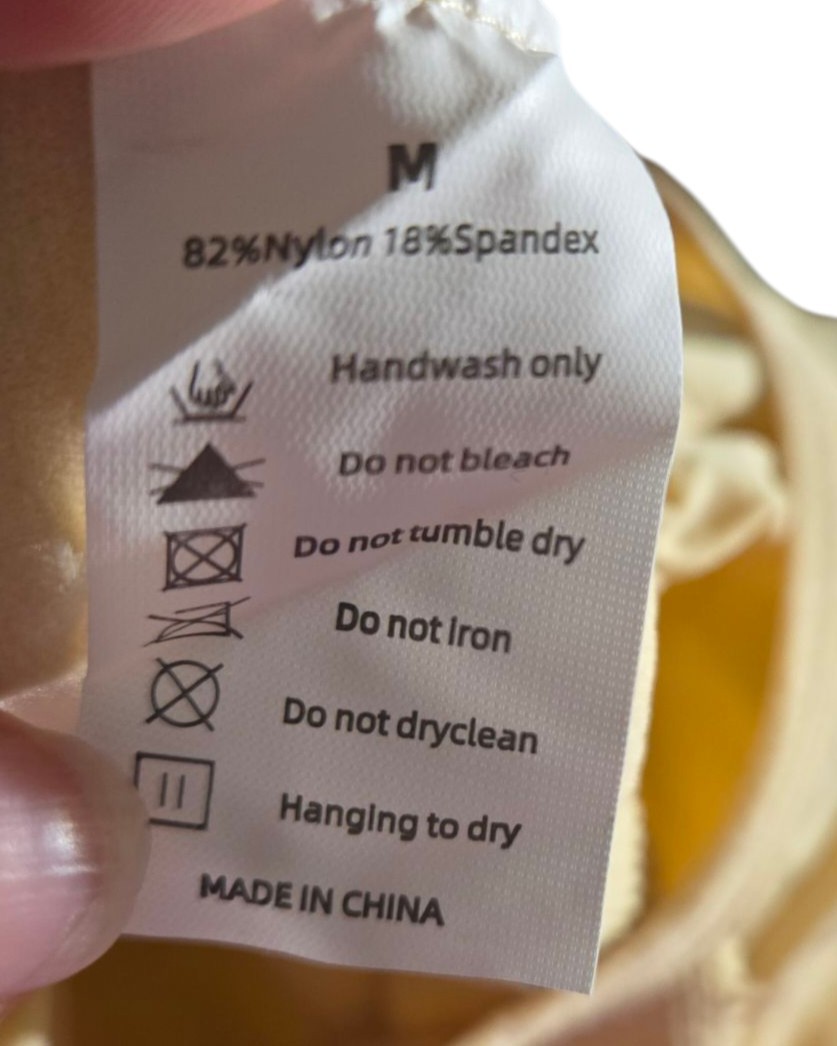 M
82%Nylon 18%Spandex
Handwash only
Do not bleach
Do not tumble dry
Do not iron
Do not dryclean
Hanging to dry
MADE IN CHINA